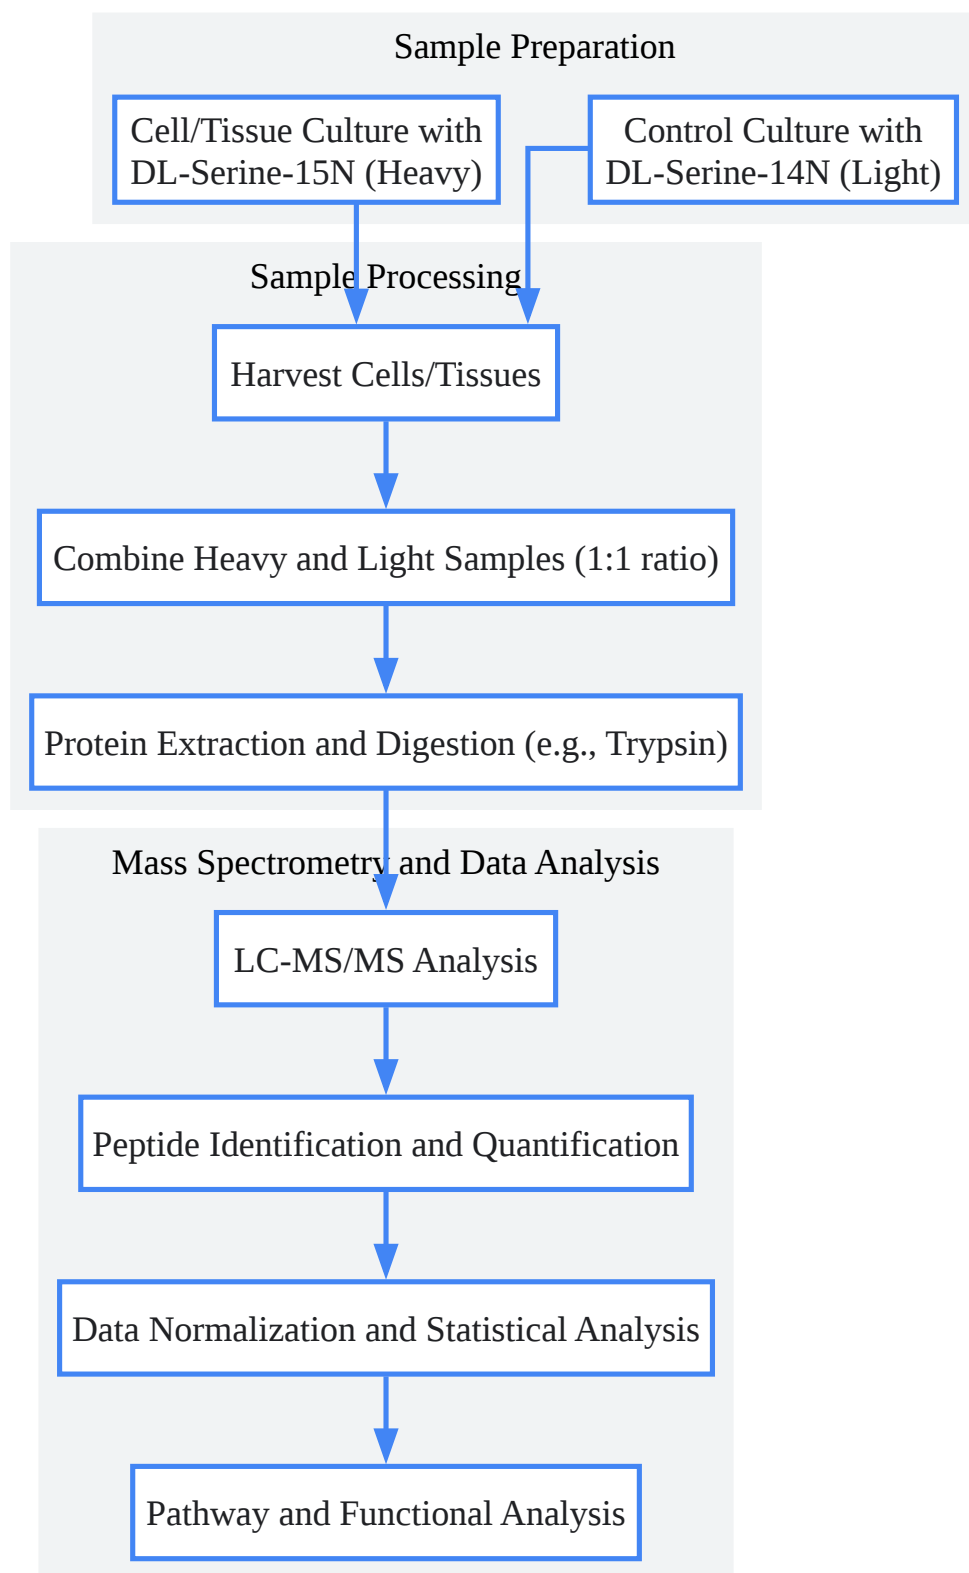 Sample Preparation
Cell/Tissue Culture with
DL-Serine-15N (Heavy)
Control Culture with
DL-Serine-14N (Light)
Sample Processing
Harvest Cells/Tissues
Combine Heavy and Light Samples (1:1 ratio)
Protein Extraction and Digestion (e.g., Trypsin)
Mass Spectrometry and Data Analysis
LC-MS/MS Analysis
Peptide Identification and Quantification
Data Normalization and Statistical Analysis
Pathway and Functional Analysis